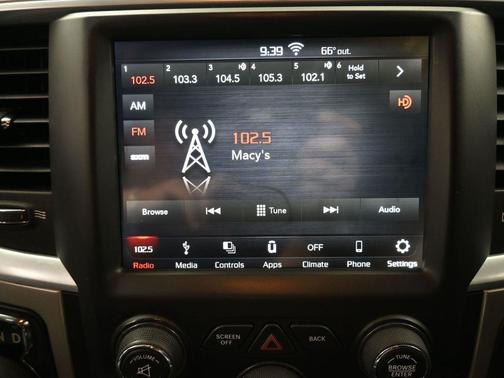 9:39 66° out.
1 2 3 4 5 6 Hold to Set
102.5 103.3 104.5 105.3 102.1
AM
HD
FM
sxm
102.5
Macy's
Browse Tune Audio
102.5 OFF
Radio Media Controls Apps Climate Phone Settings
VOLUME
SCREEN OFF
BACK
TUNE
BROWSE
ENTER
N D